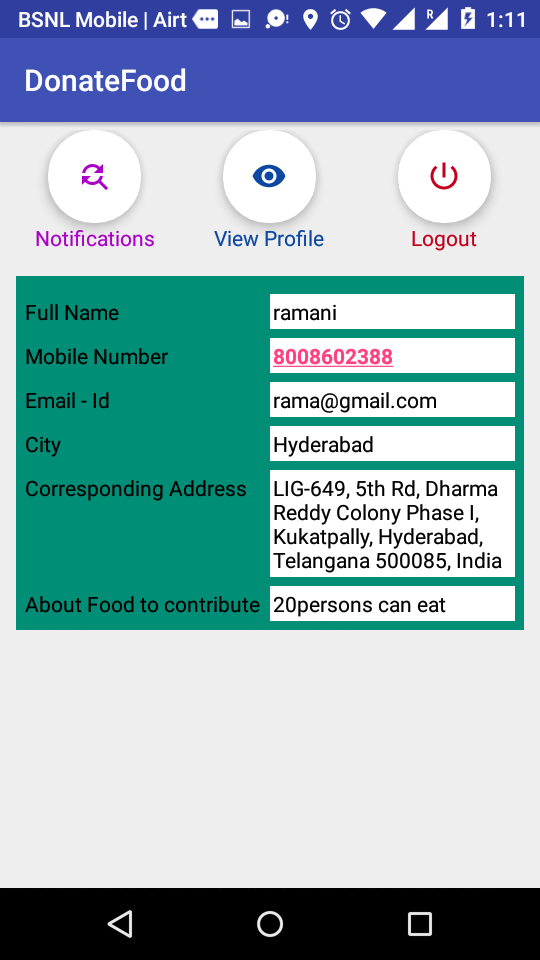 BSNL Mobile | Airt R 1:11
DonateFood
Notifications View Profile Logout
Full Name ramani
Mobile Number 8008602388
Email - Id rama@gmail.com
City Hyderabad
Corresponding Address LIG-649, 5th Rd, Dharma
Reddy Colony Phase I,
Kukatpally, Hyderabad,
Telangana 500085, India
About Food to contribute 20persons can eat